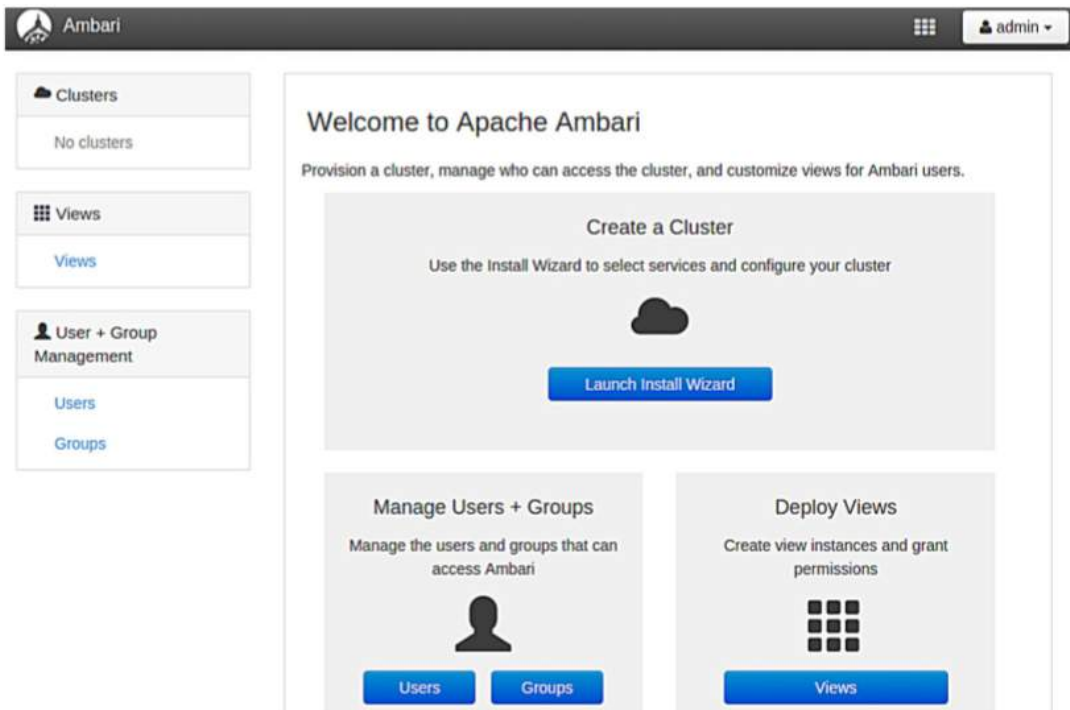 Ambari
admin
Clusters
No clusters
Views
Views
User + Group
Management
Users
Groups
Welcome to Apache Ambari
Provision a cluster, manage who can access the cluster, and customize views for Ambari users.
Create a Cluster
Use the Install Wizard to select services and configure your cluster
Launch Install Wizard
Manage Users + Groups
Manage the users and groups that can
access Ambari
Users
Groups
Deploy Views
Create view instances and grant
permissions
Views